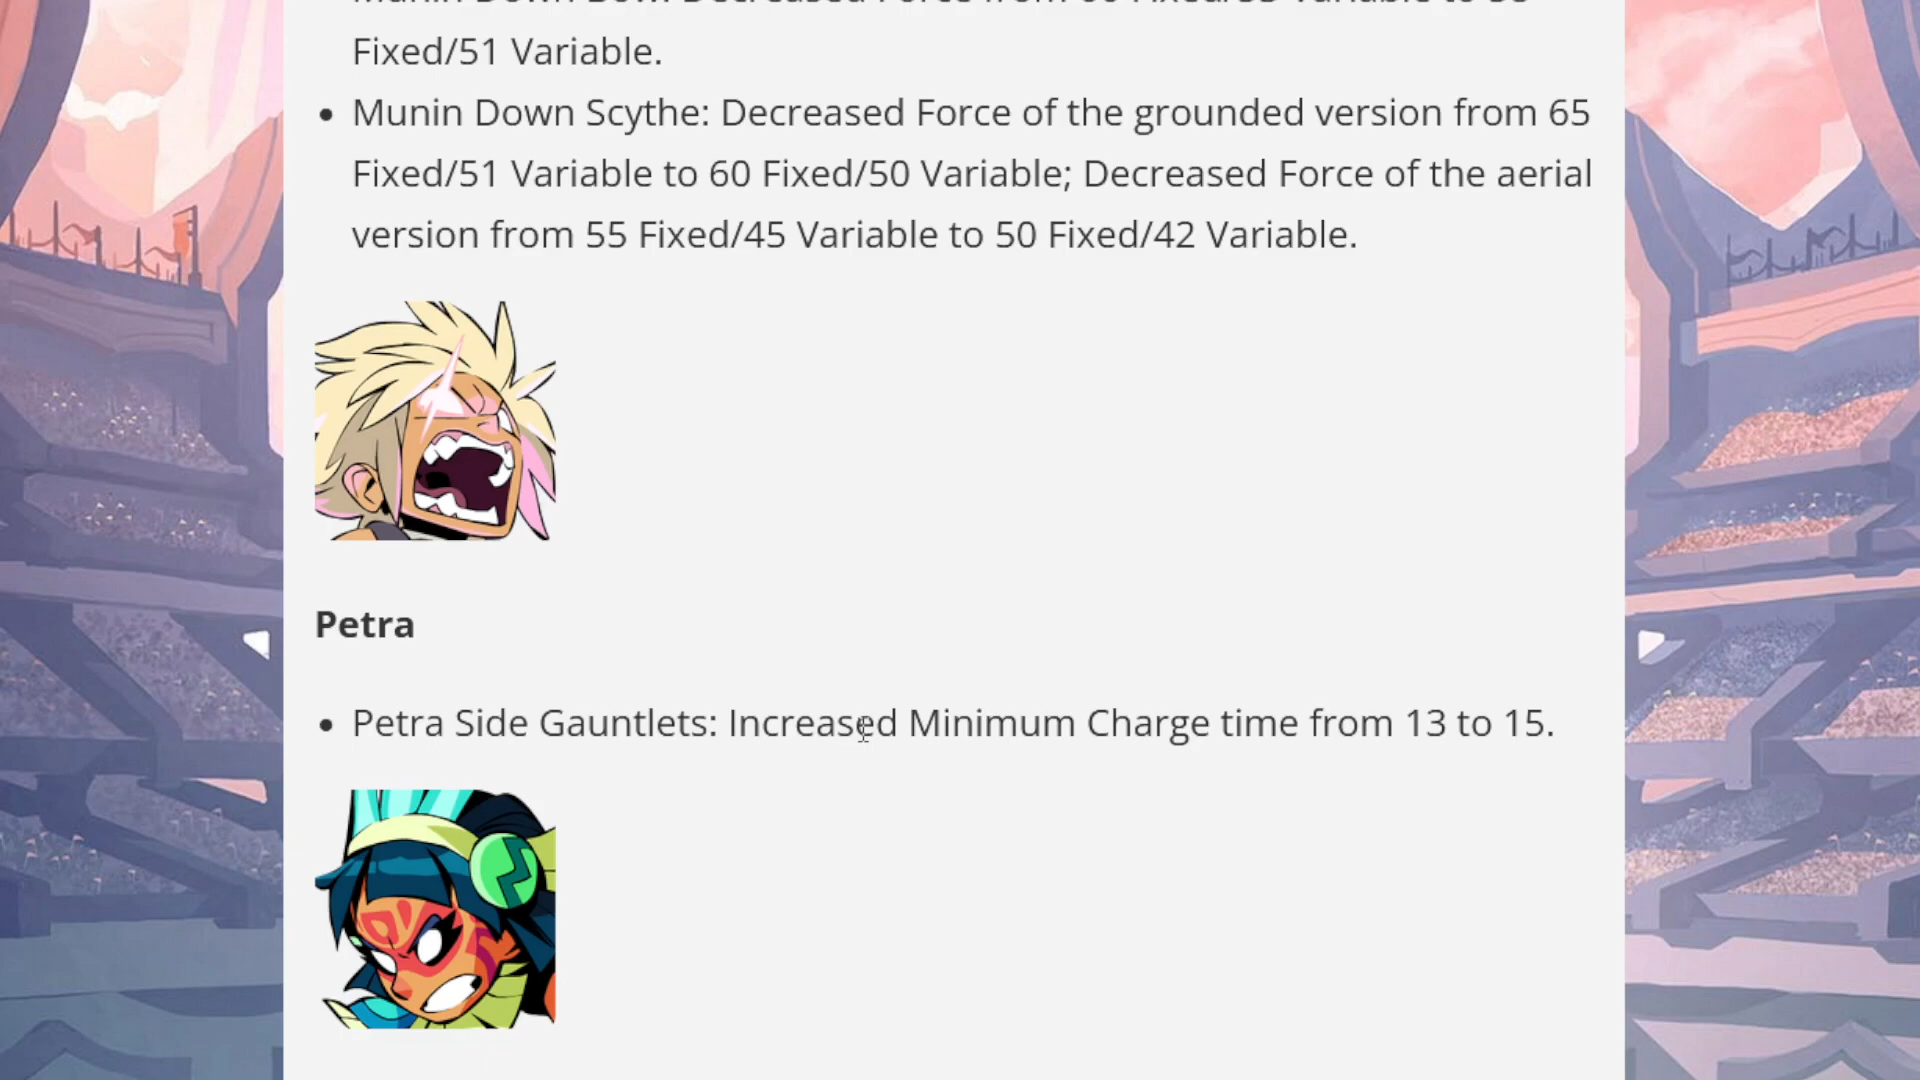 Fixed/51 Variable.
• Munin Down Scythe: Decreased Force of the grounded version from 65
Fixed/51 Variable to 60 Fixed/50 Variable; Decreased Force of the aerial
version from 55 Fixed/45 Variable to 50 Fixed/42 Variable.
Petra
• Petra Side Gauntlets: Increased Minimum Charge time from 13 to 15.